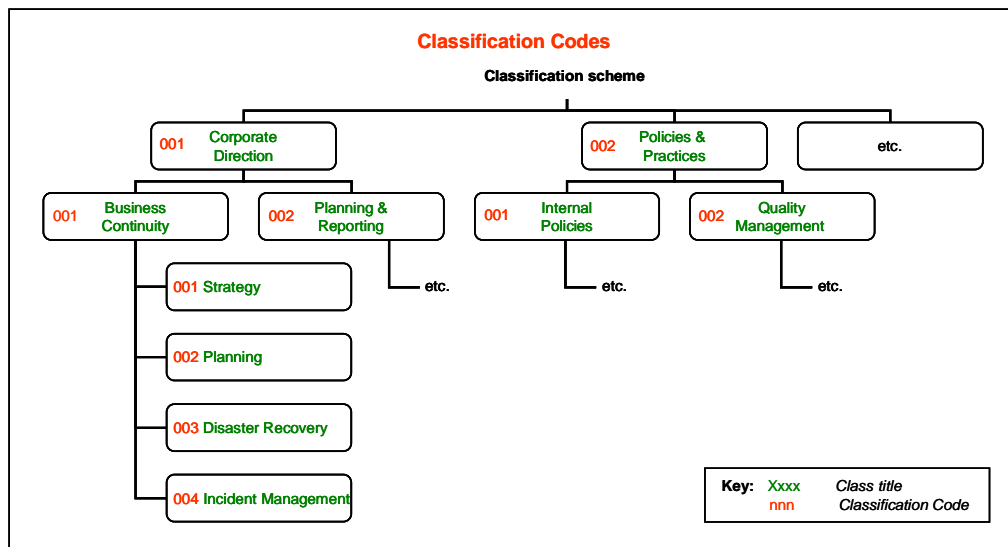 Classification Codes
Classification scheme
001 Corporate
Direction
002 Policies &
Practices
etc.
001 Business
Continuity
002 Planning &
Reporting
001 Internal
Policies
002 Quality
Management
001 Strategy
etc.
etc.
etc.
002 Planning
003 Disaster Recovery
004 Incident Management
Key: Xxxx Class title
nnn Classification Code